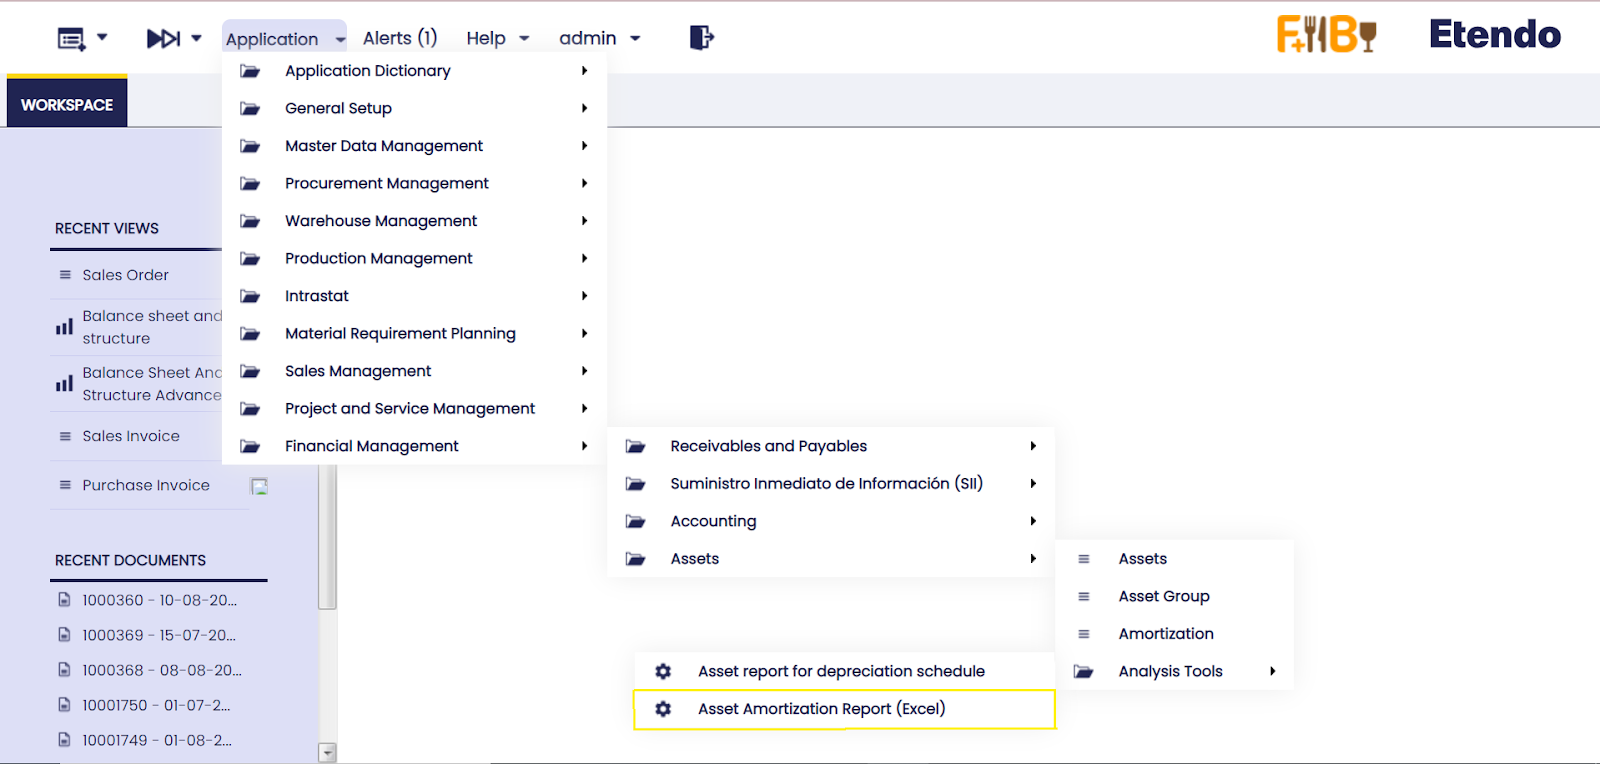 Application
Alerts (1)
Help
admin
F+B
Etendo
WORKSPACE
Application Dictionary
General Setup
Master Data Management
Procurement Management
Warehouse Management
Production Management
Intrastat
Material Requirement Planning
Sales Management
Project and Service Management
Financial Management
Receivables and Payables
Suministro Inmediato de Información (SII)
Accounting
Assets
Assets
Asset Group
Amortization
Analysis Tools
Asset report for depreciation schedule
Asset Amortization Report (Excel)
RECENT VIEWS
Sales Order
Balance sheet and
structure
Balance Sheet And
Structure Advance
Sales Invoice
Purchase Invoice
RECENT DOCUMENTS
1000360 - 10-08-20...
1000369 - 15-07-20...
1000368 - 08-08-20...
10001750 - 01-07-2...
10001749 - 01-08-2...